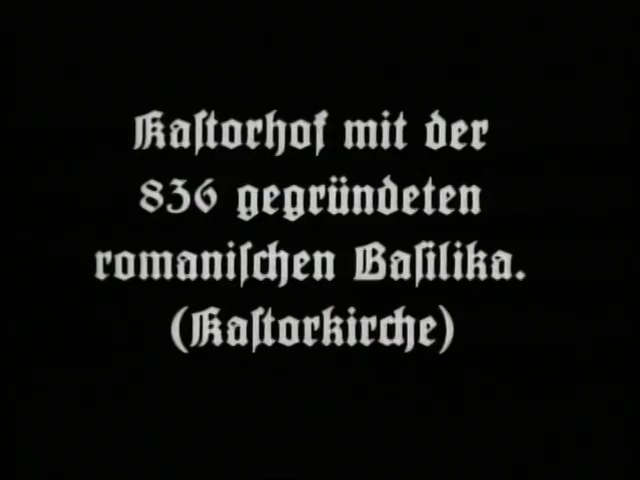 Kaſtorhof mit der
836 gegründeten
romaniſchen Baſilika.
(Kaſtorkirche)